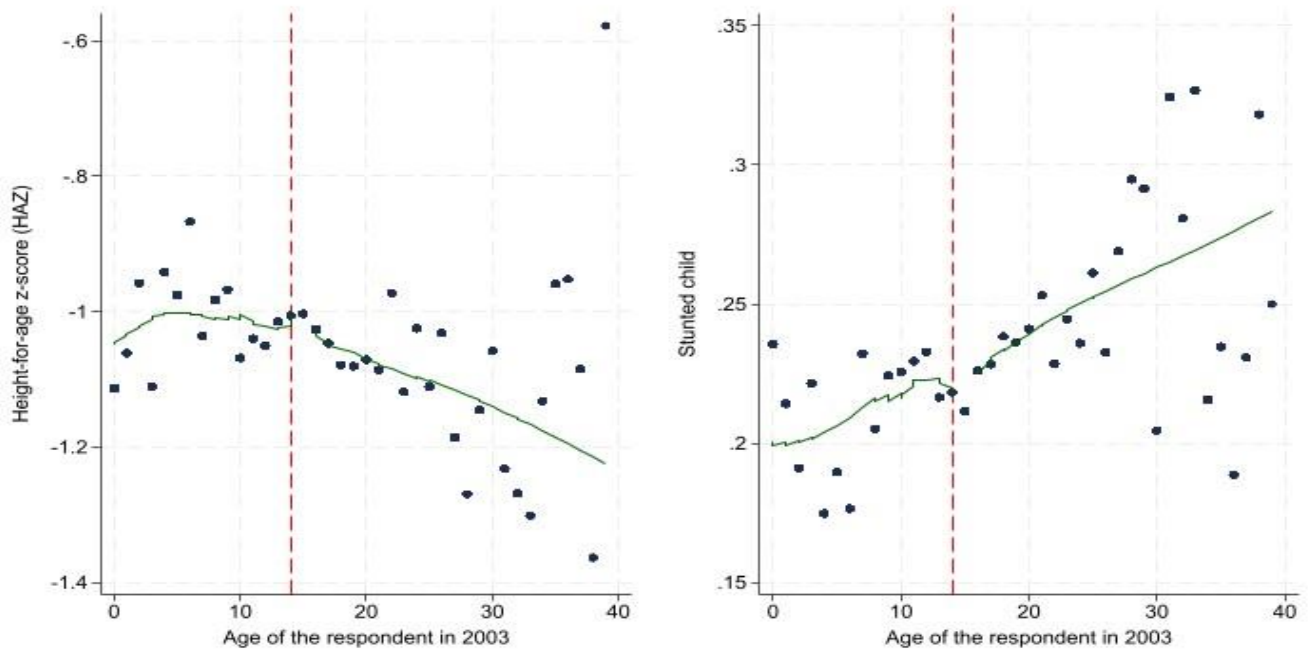 Height-for-age z-score (HAZ)
-.6
-.8
-1
-1.2
-1.4
0 10 20 30 40
Age of the respondent in 2003
Stunted child
.35
.3
.25
.2
.15
0 10 20 30 40
Age of the respondent in 2003